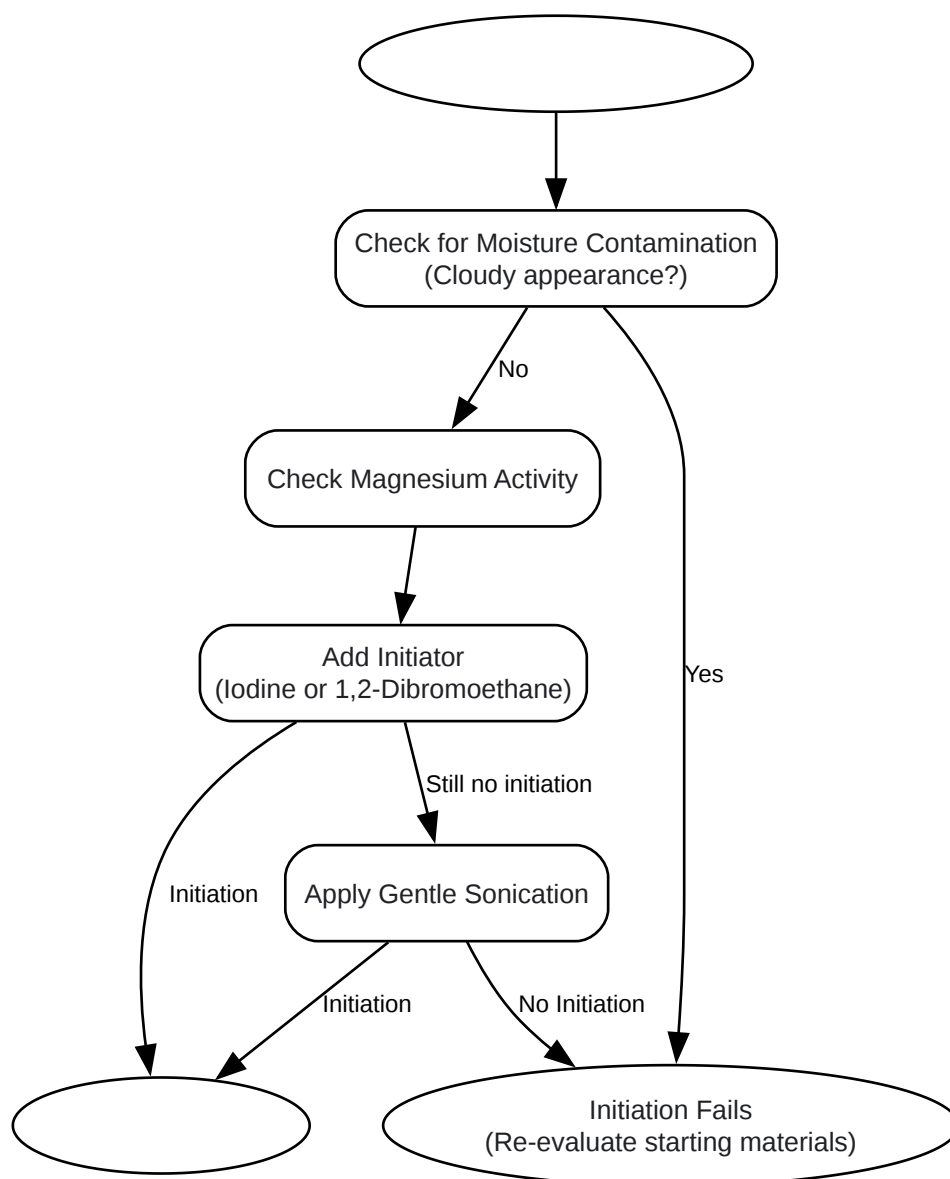 Check for Moisture Contamination
(Cloudy appearance?)
No
Check Magnesium Activity
Add Initiator
(Iodine or 1,2-Dibromoethane)
Yes
Still no initiation
Initiation
Apply Gentle Sonication
Initiation
No Initiation
Initiation Fails
(Re-evaluate starting materials)